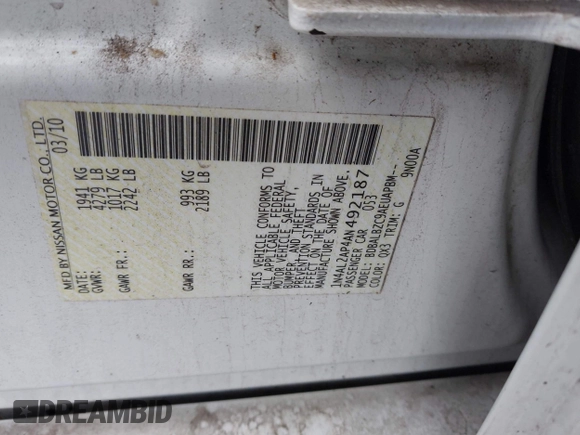 MFD BY NISSAN MOTOR CO., LTD.
03/10
GVWR: 1941 KG
4279 LB
GAWR FR.: 1017 KG
2242 LB
GAWR RR.: 993 KG
2189 LB
THIS VEHICLE CONFORMS TO
ALL APPLICABLE FEDERAL
MOTOR VEHICLE SAFETY,
BUMPER, AND THEFT
PREVENTION STANDARDS IN
EFFECT ON THE DATE OF
MANUFACTURE SHOWN ABOVE.
1N4AL2AP4AN492187
PASSENGER CAR QS3
MODEL: BDBALBZC9AEUAPBM--
COLOR: QX3 TRIM: G
9N00A
DREAMBID